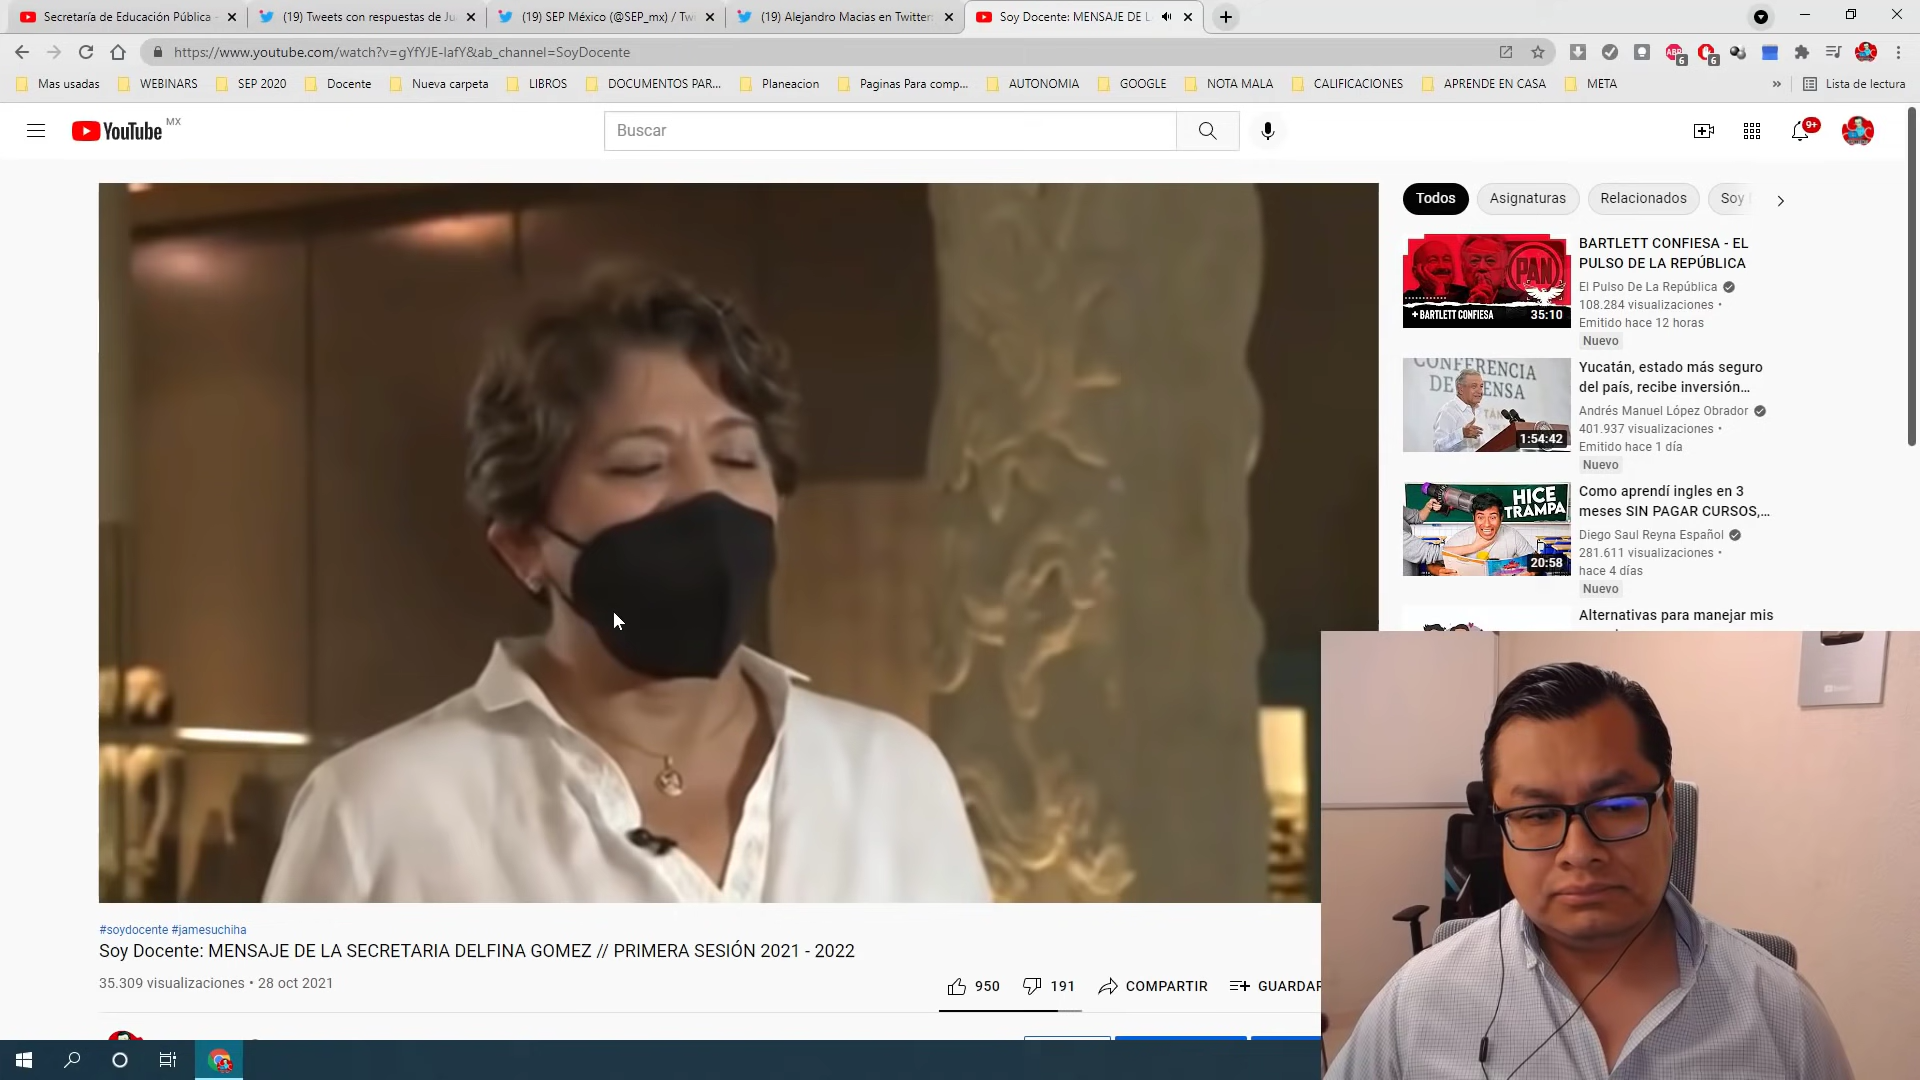 Secretaría de Educación Pública -
(19) Tweets con respuestas de Ju
(19) SEP México (@SEP_mx) / Twi
(19) Alejandro Macias en Twitter:
Soy Docente: MENSAJE DE L
https://www.youtube.com/watch?v=gYfYJE-IafY&ab_channel=SoyDocente
ABP
6
6
Mas usadas
WEBINARS
SEP 2020
Docente
Nueva carpeta
LIBROS
DOCUMENTOS PAR...
Planeacion
Paginas Para comp...
AUTONOMIA
GOOGLE
NOTA MALA
CALIFICACIONES
APRENDE EN CASA
META
»
Lista de lectura
YouTube MX
Buscar
9+
Todos
Asignaturas
Relacionados
Soy
PAN
+ BARTLETT CONFIESA
35:10
BARTLETT CONFIESA - EL
PULSO DE LA REPÚBLICA
El Pulso De La República
108.284 visualizaciones •
Emitido hace 12 horas
Nuevo
CONFERENCIA
1:54:42
Yucatán, estado más seguro
del país, recibe inversión...
Andrés Manuel López Obrador
401.937 visualizaciones •
Emitido hace 1 día
Nuevo
HICE
TRAMPA
20:58
Como aprendí ingles en 3
meses SIN PAGAR CURSOS,...
Diego Saul Reyna Español
281.611 visualizaciones •
hace 4 días
Nuevo
Alternativas para manejar mis
#soydocente #jamesuchiha
Soy Docente: MENSAJE DE LA SECRETARIA DELFINA GOMEZ // PRIMERA SESIÓN 2021 - 2022
35.309 visualizaciones • 28 oct 2021
950
191
COMPARTIR
GUARDAR